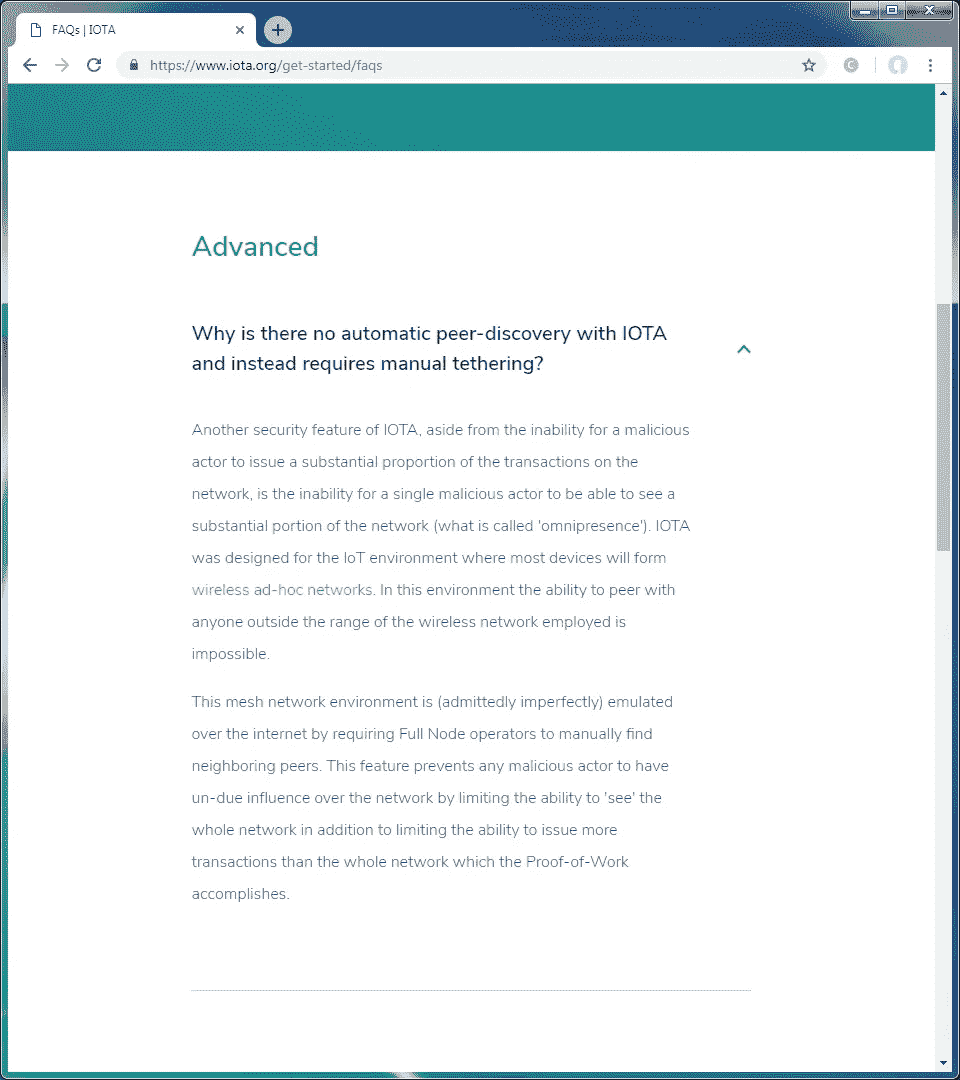 FAQs | IOTA
https://www.iota.org/get-started/faqs
Advanced
Why is there no automatic peer-discovery with IOTA
and instead requires manual tethering?
Another security feature of IOTA, aside from the inability for a malicious
actor to issue a substantial proportion of the transactions on the
network, is the inability for a single malicious actor to be able to see a
substantial portion of the network (what is called 'omnipresence'). IOTA
was designed for the IoT environment where most devices will form
wireless ad-hoc networks. In this environment the ability to peer with
anyone outside the range of the wireless network employed is
impossible.
This mesh network environment is (admittedly imperfectly) emulated
over the internet by requiring Full Node operators to manually find
neighboring peers. This feature prevents any malicious actor to have
un-due influence over the network by limiting the ability to 'see' the
whole network in addition to limiting the ability to issue more
transactions than the whole network which the Proof-of-Work
accomplishes.